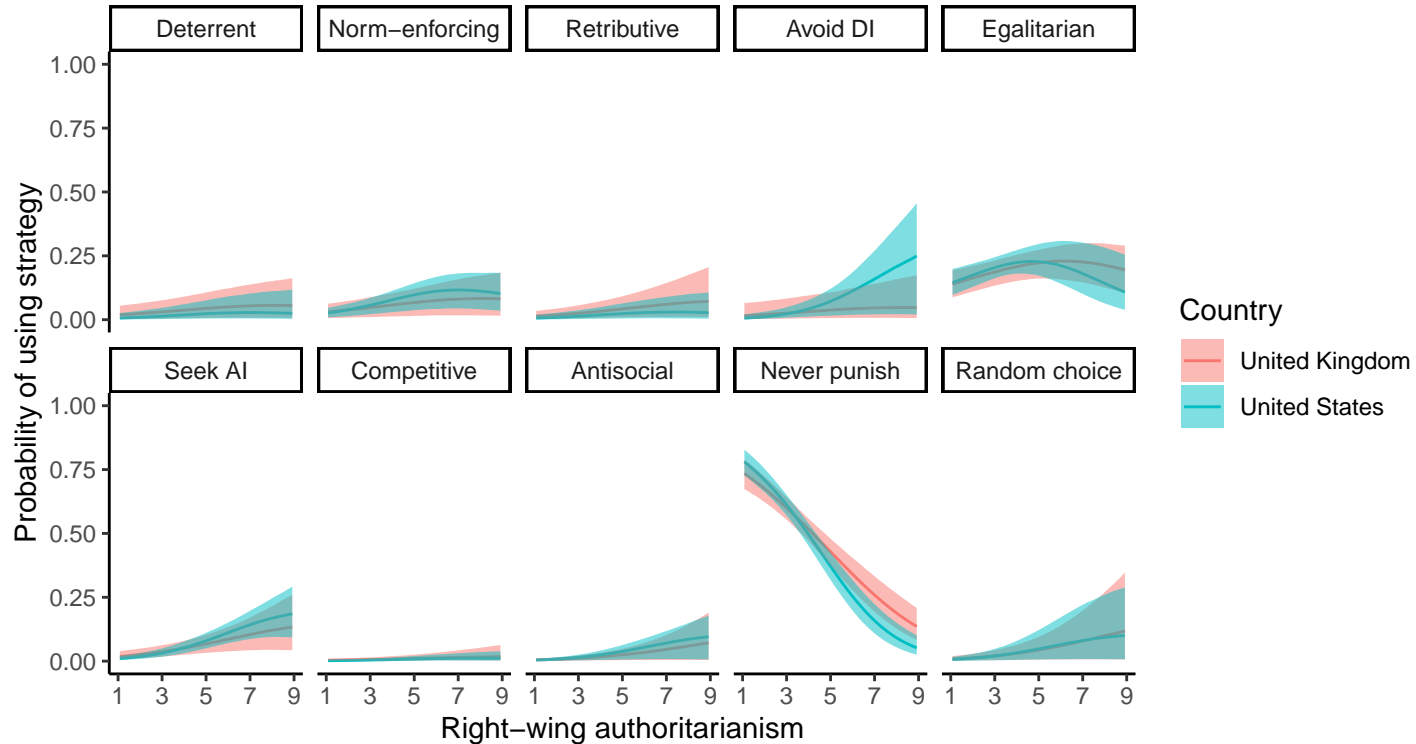 Deterrent Norm−enforcing Retributive Avoid DI Egalitarian
1.00
0.75
0.50
0.25
0.00
Seek AI Competitive Antisocial Never punish Random choice
1.00
0.75
0.50
0.25
0.00
1 3 5 7 9 1 3 5 7 9 1 3 5 7 9 1 3 5 7 9 1 3 5 7 9
Right−wing authoritarianism
Probability of using strategy
Country
United Kingdom
United States